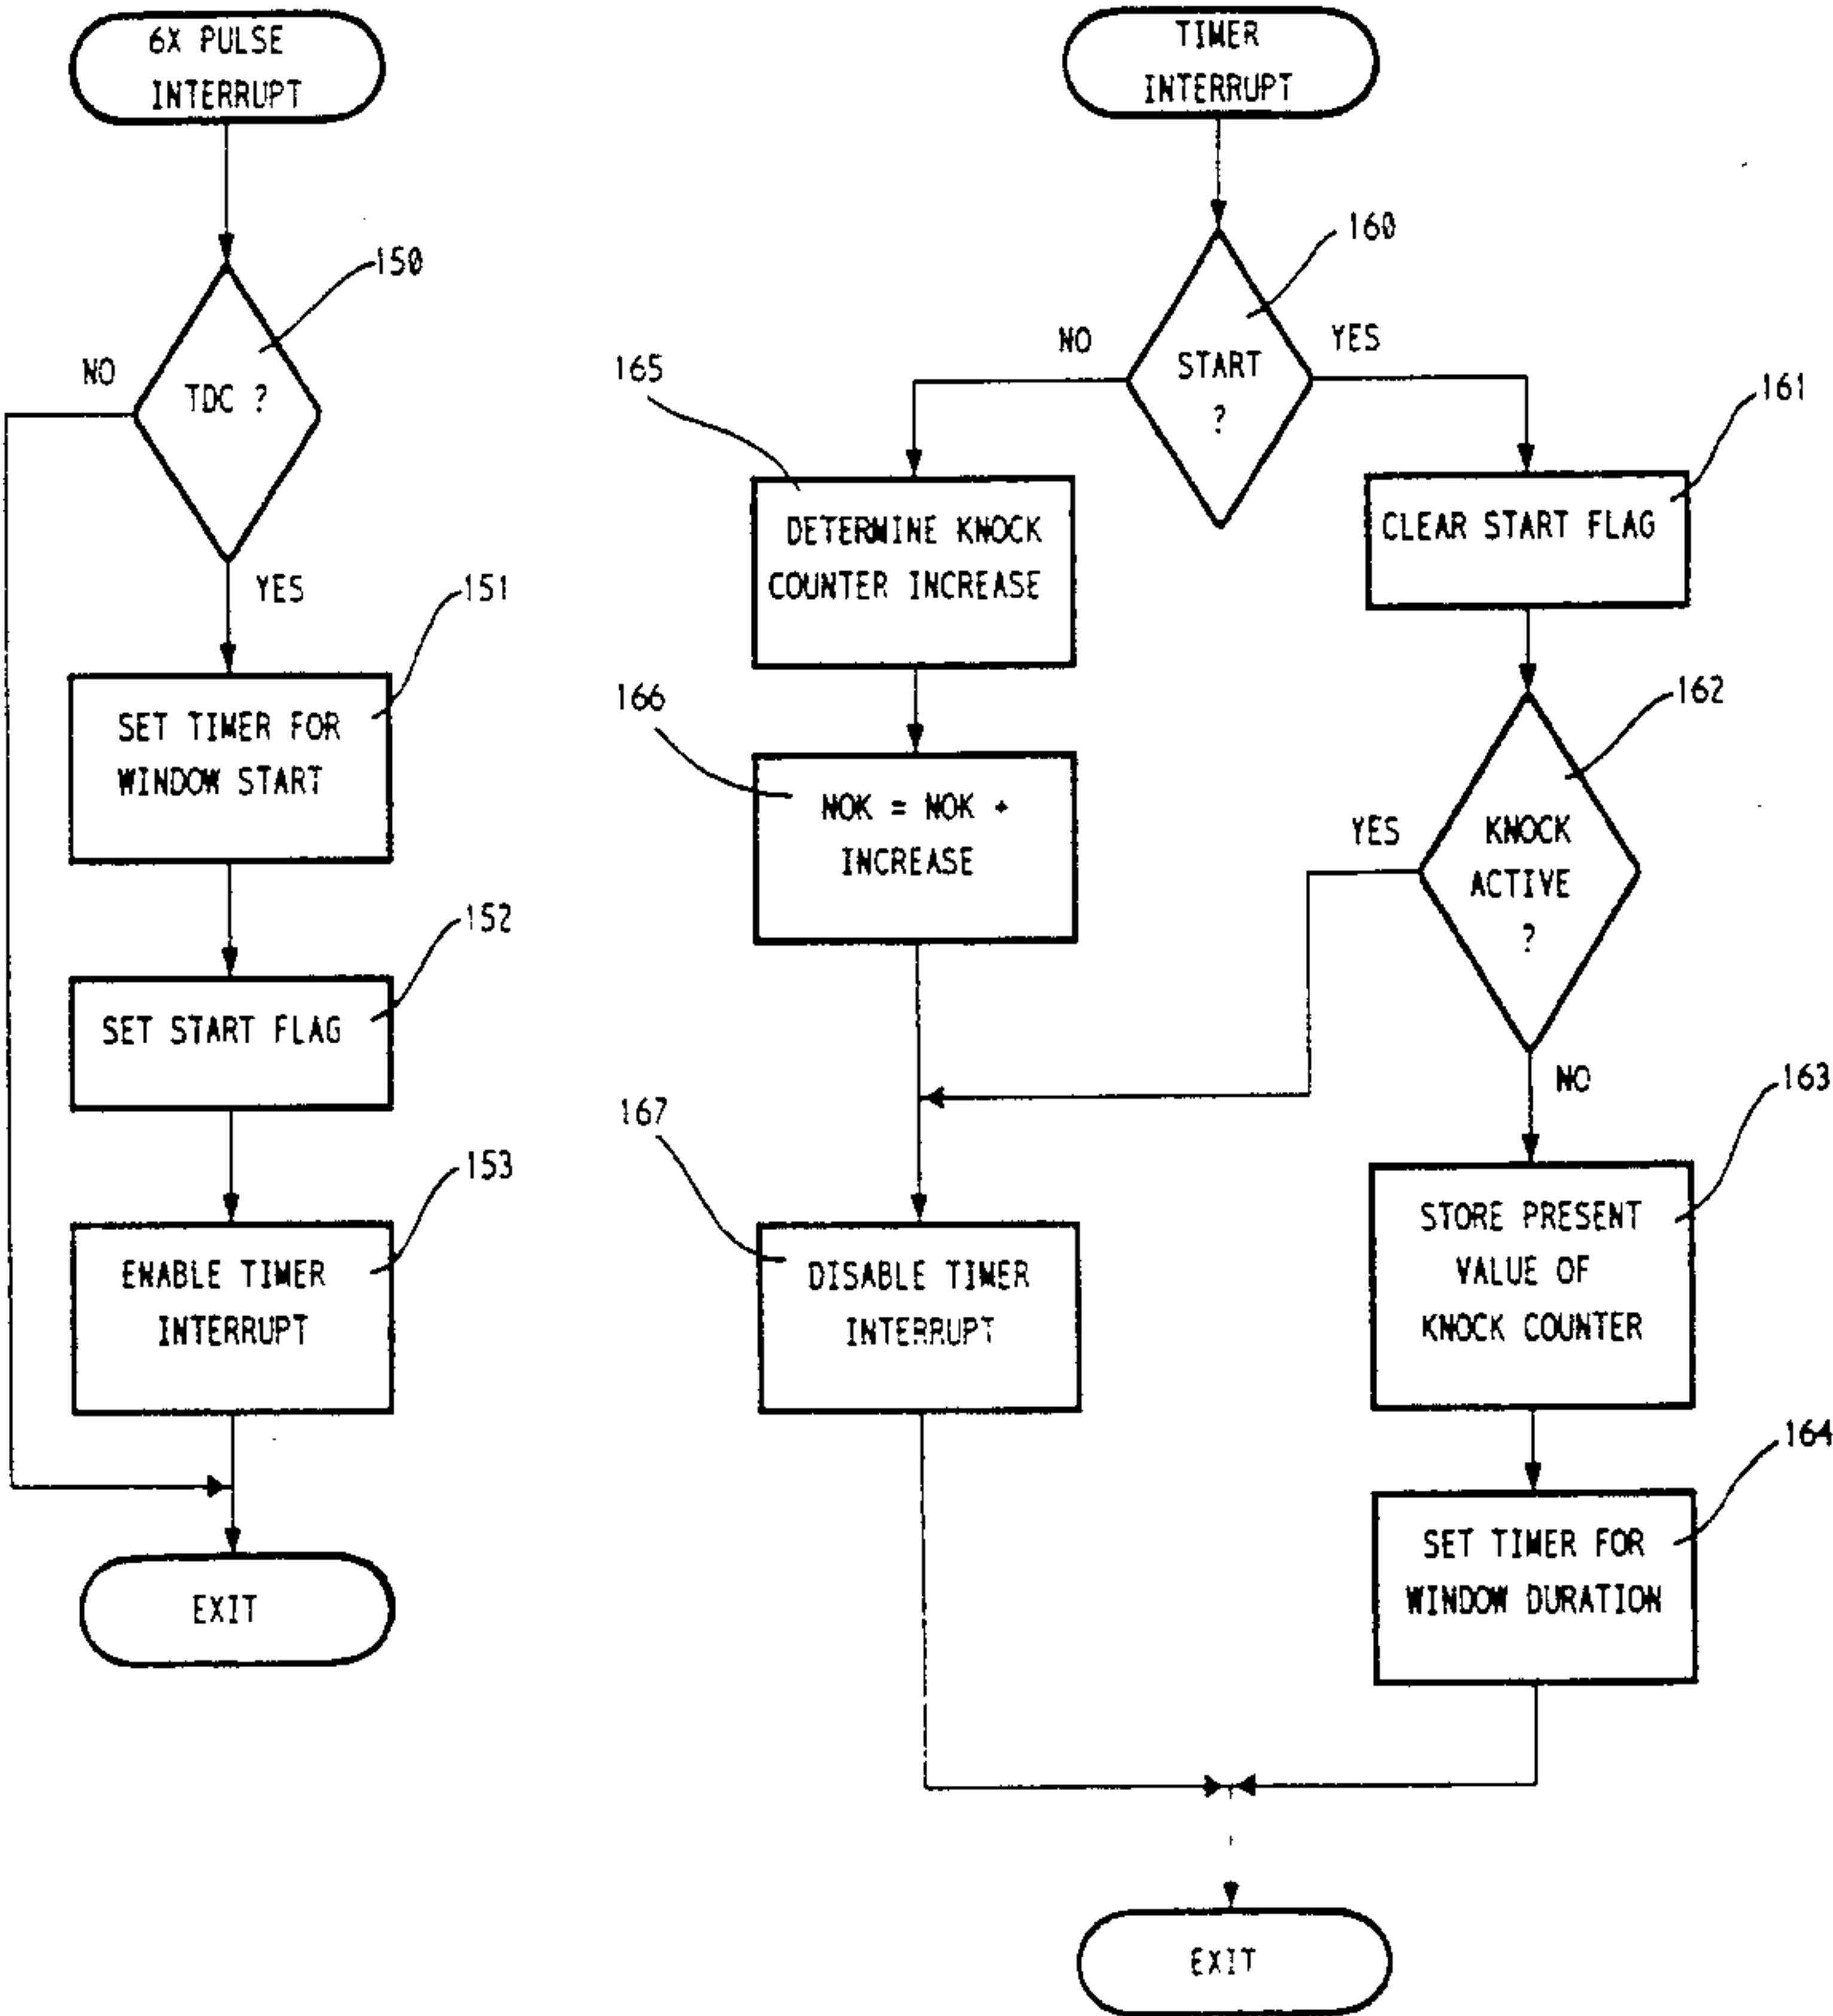 6X PULSE
INTERRUPT
150
TDC ?
NO
YES
151
SET TIMER FOR
WINDOW START
152
SET START FLAG
153
ENABLE TIMER
INTERRUPT
EXIT
TIMER
INTERRUPT
160
START
?
NO
YES
165
DETERMINE KNOCK
COUNTER INCREASE
166
NOK = NOK +
INCREASE
167
DISABLE TIMER
INTERRUPT
161
CLEAR START FLAG
162
KNOCK
ACTIVE
?
YES
NO
163
STORE PRESENT
VALUE OF
KNOCK COUNTER
164
SET TIMER FOR
WINDOW DURATION
EXIT